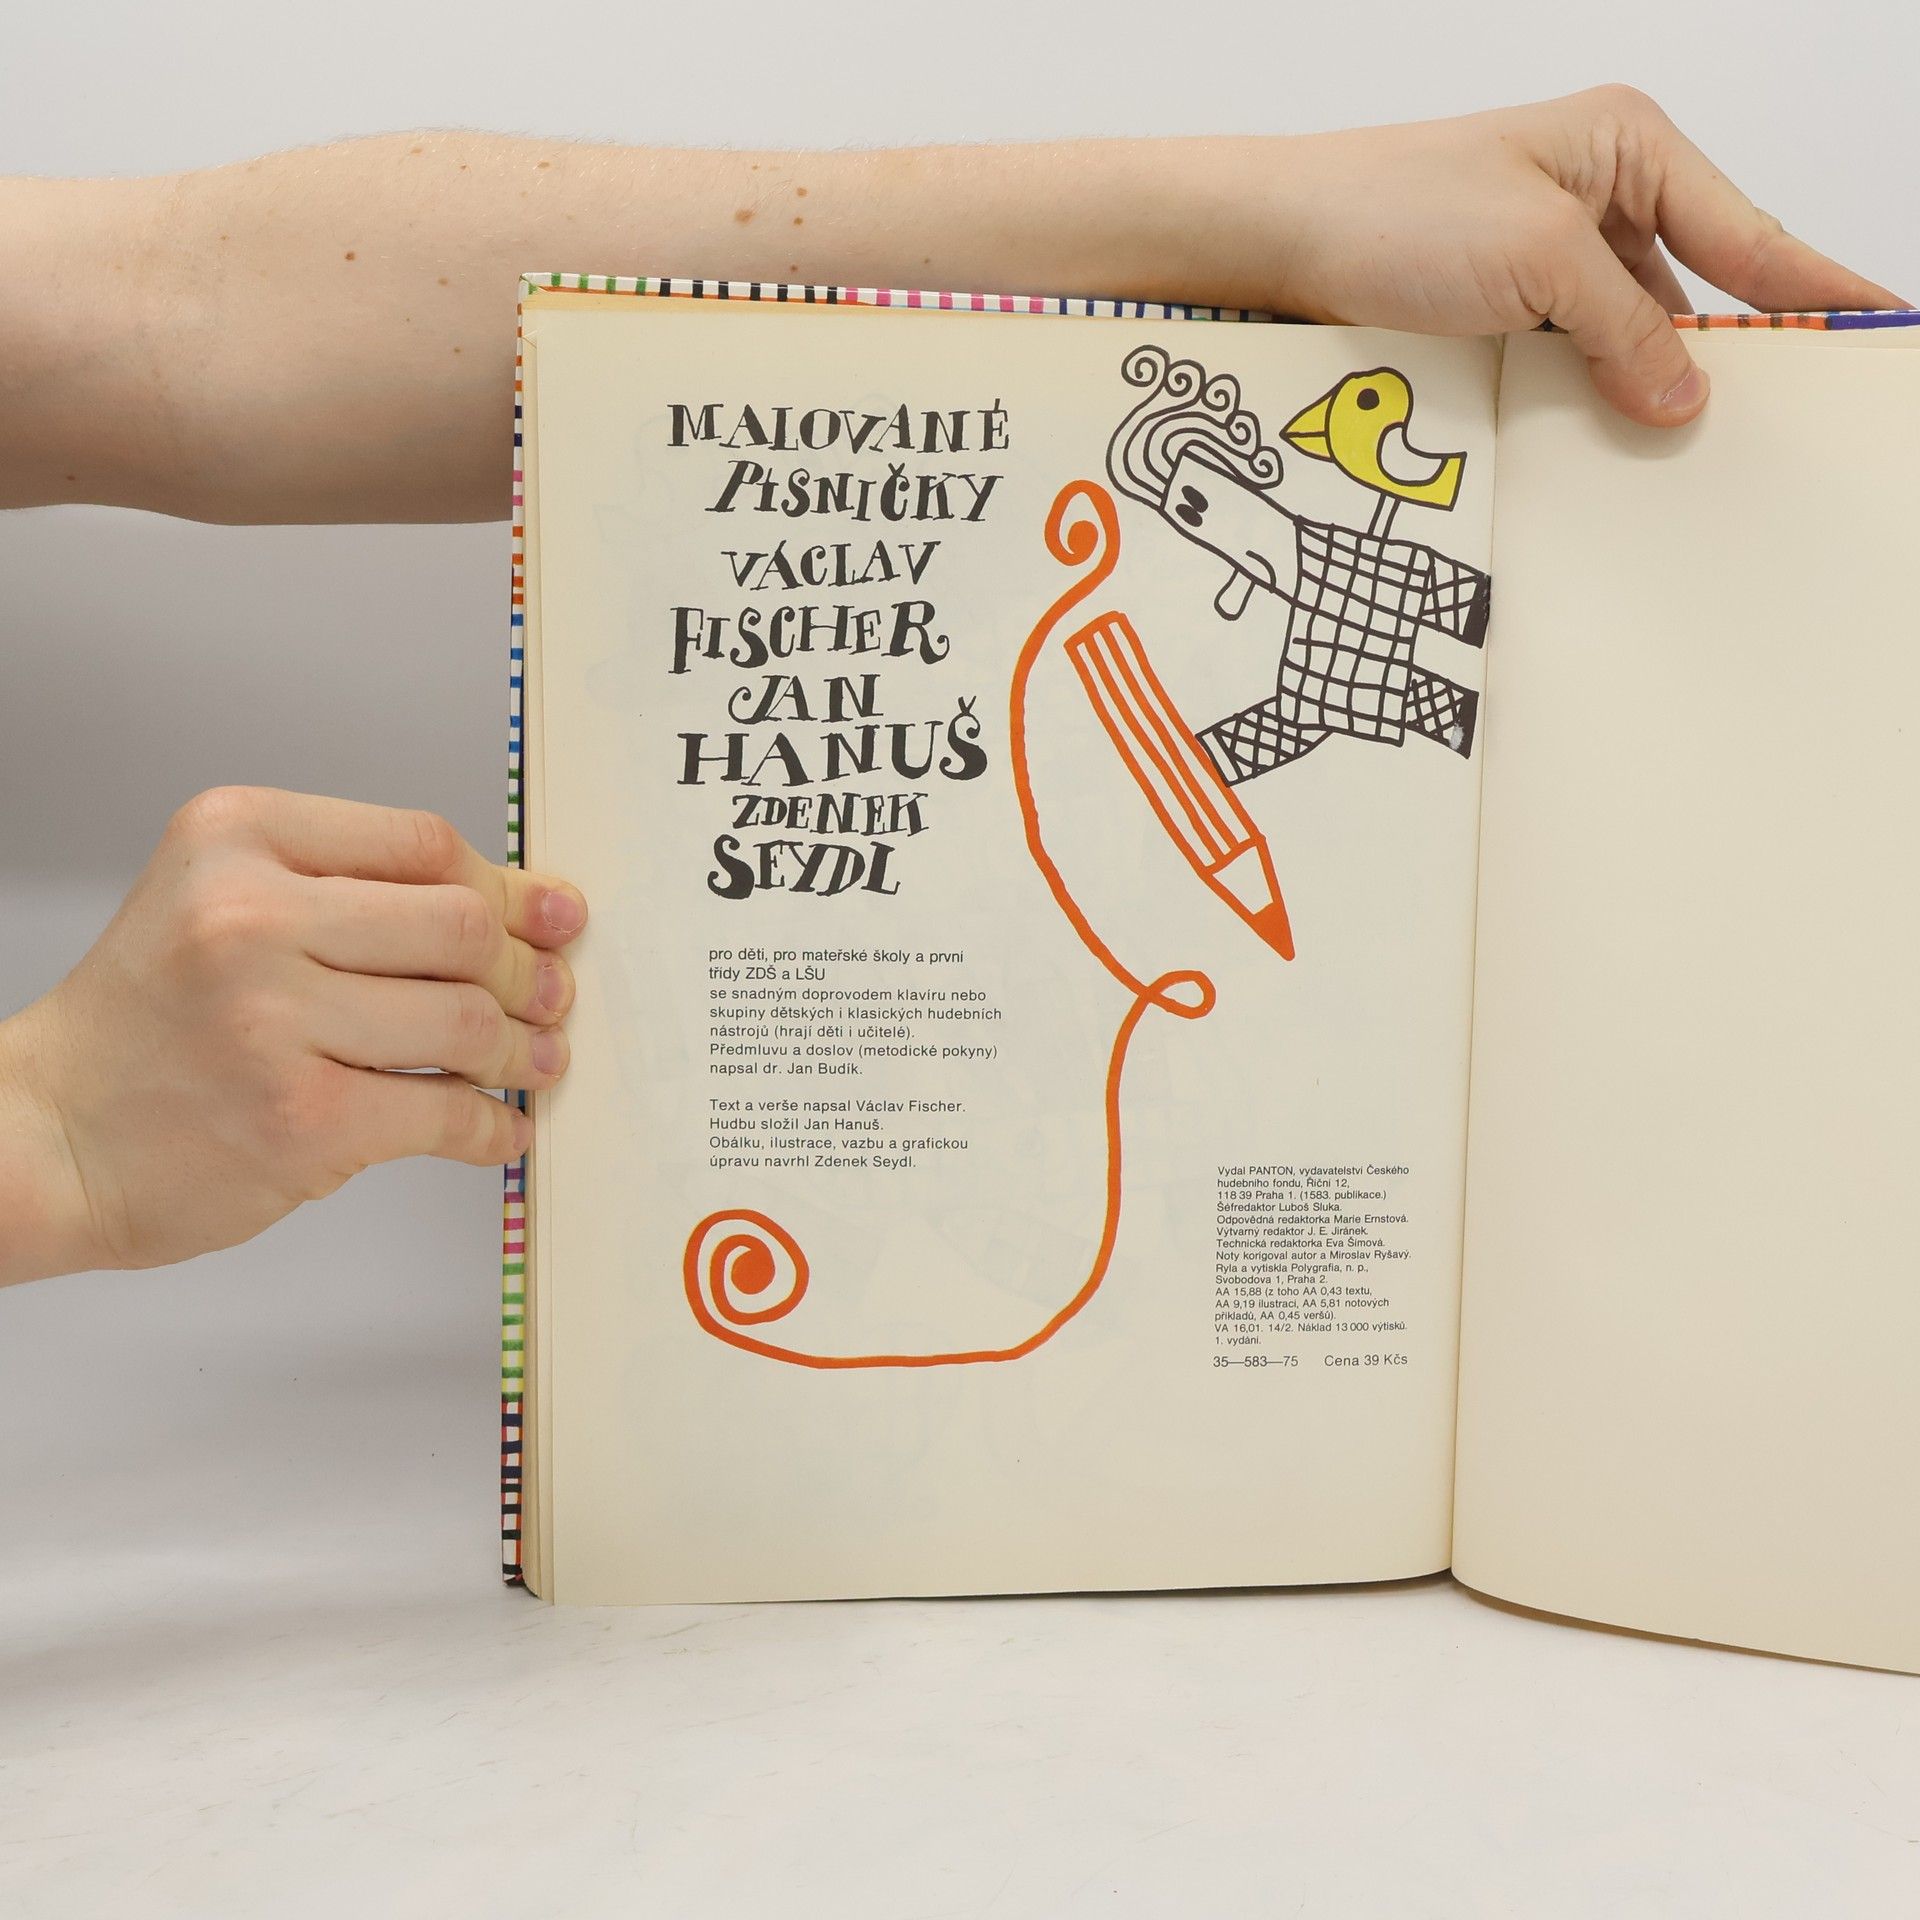 MALOVANÉ
PÍSNIČKY
VÁCLAV
FISCHER
JAN
HANUŠ
ZDENEK
SEYDL
pro děti, pro mateřské školy a první
třídy ZDŠ a LŠU
se snadným doprovodem klavíru nebo
skupiny dětských i klasických hudebních
nástrojů (hrají děti i učitelé).
Předmluvu a doslov (metodické pokyny)
napsal dr. Jan Budík.
Text a verše napsal Václav Fischer.
Hudbu složil Jan Hanuš.
Obálku, ilustrace, vazbu a grafickou
úpravu navrhl Zdenek Seydl.
Vydal PANTON, vydavatelství Českého
hudebního fondu, Říční 12,
118 39 Praha 1. (1583. publikace.)
Šéfredaktor Luboš Sluka.
Odpovědná redaktorka Marie Ernstová.
Výtvarný redaktor J. E. Jiránek.
Technická redaktorka Eva Šimová.
Noty korigoval autor a Miroslav Ryšavý.
Ryla a vytiskla Polygrafia, n. p.,
Svobodova 1, Praha 2.
AA 15,88 (z toho AA 0,43 textu,
AA 9,19 ilustrací, AA 5,81 notových
příkladů, AA 0,45 veršů).
VA 16,01. 14/2. Náklad 13 000 výtisků.
1. vydání.
35—583—75 Cena 39 Kčs